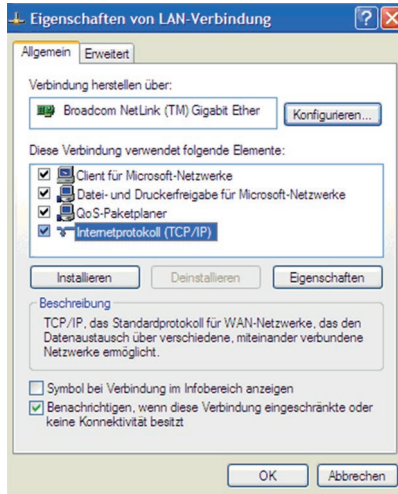 Eigenschaften von LAN-Verbindung
Allgemein Erweitert
Verbindung herstellen über:
Broadcom NetLink (TM) Gigabit Ether Konfigurieren...
Diese Verbindung verwendet folgende Elemente:
Client für Microsoft-Netzwerke
Datei- und Druckerfreigabe für Microsoft-Netzwerke
QoS-Paketplaner
Internetprotokoll (TCP/IP)
Installieren Deinstallieren Eigenschaften
Beschreibung
TCP/IP, das Standardprotokoll für WAN-Netzwerke, das den
Datenaustausch über verschiedene, miteinander verbundene
Netzwerke ermöglicht.
Symbol bei Verbindung im Infobereich anzeigen
Benachrichtigen, wenn diese Verbindung eingeschränkte oder
keine Konnektivität besitzt
OK Abbrechen